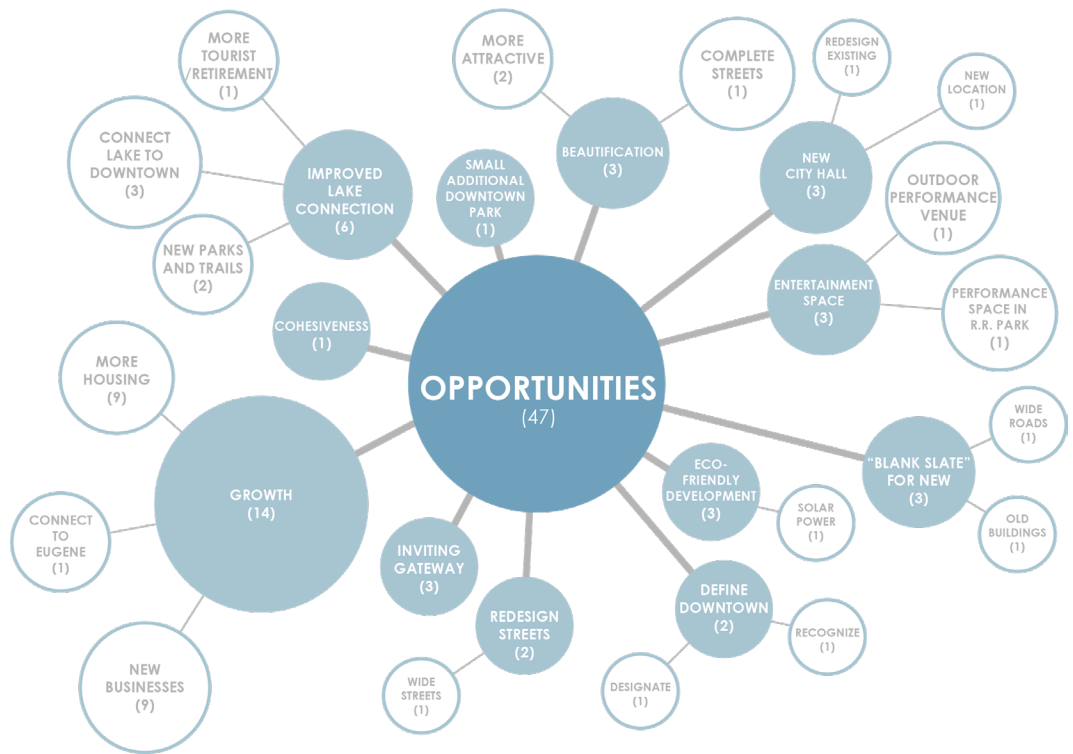 MORE
TOURIST
/RETIREMENT
(1)
CONNECT
LAKE TO
DOWNTOWN
(3)
NEW PARKS
AND TRAILS
(2)
IMPROVED
LAKE
CONNECTION
(6)
SMALL
ADDITIONAL
DOWNTOWN
PARK
(1)
MORE
ATTRACTIVE
(2)
COMPLETE
STREETS
(1)
BEAUTIFICATION
(3)
REDESIGN
EXISTING
(1)
NEW
LOCATION
(1)
NEW
CITY HALL
(3)
OUTDOOR
PERFORMANCE
VENUE
(1)
ENTERTAINMENT
SPACE
(3)
PERFORMANCE
SPACE IN
R.R. PARK
(1)
COHESIVENESS
(1)
OPPORTUNITIES
(47)
MORE
HOUSING
(9)
GROWTH
(14)
CONNECT
TO
EUGENE
(1)
NEW
BUSINESSES
(9)
INVITING
GATEWAY
(3)
REDESIGN
STREETS
(2)
WIDE
STREETS
(1)
ECO-
FRIENDLY
DEVELOPMENT
(3)
SOLAR
POWER
(1)
"BLANK SLATE"
FOR NEW
(3)
WIDE
ROADS
(1)
OLD
BUILDINGS
(1)
DEFINE
DOWNTOWN
(2)
RECOGNIZE
(1)
DESIGNATE
(1)